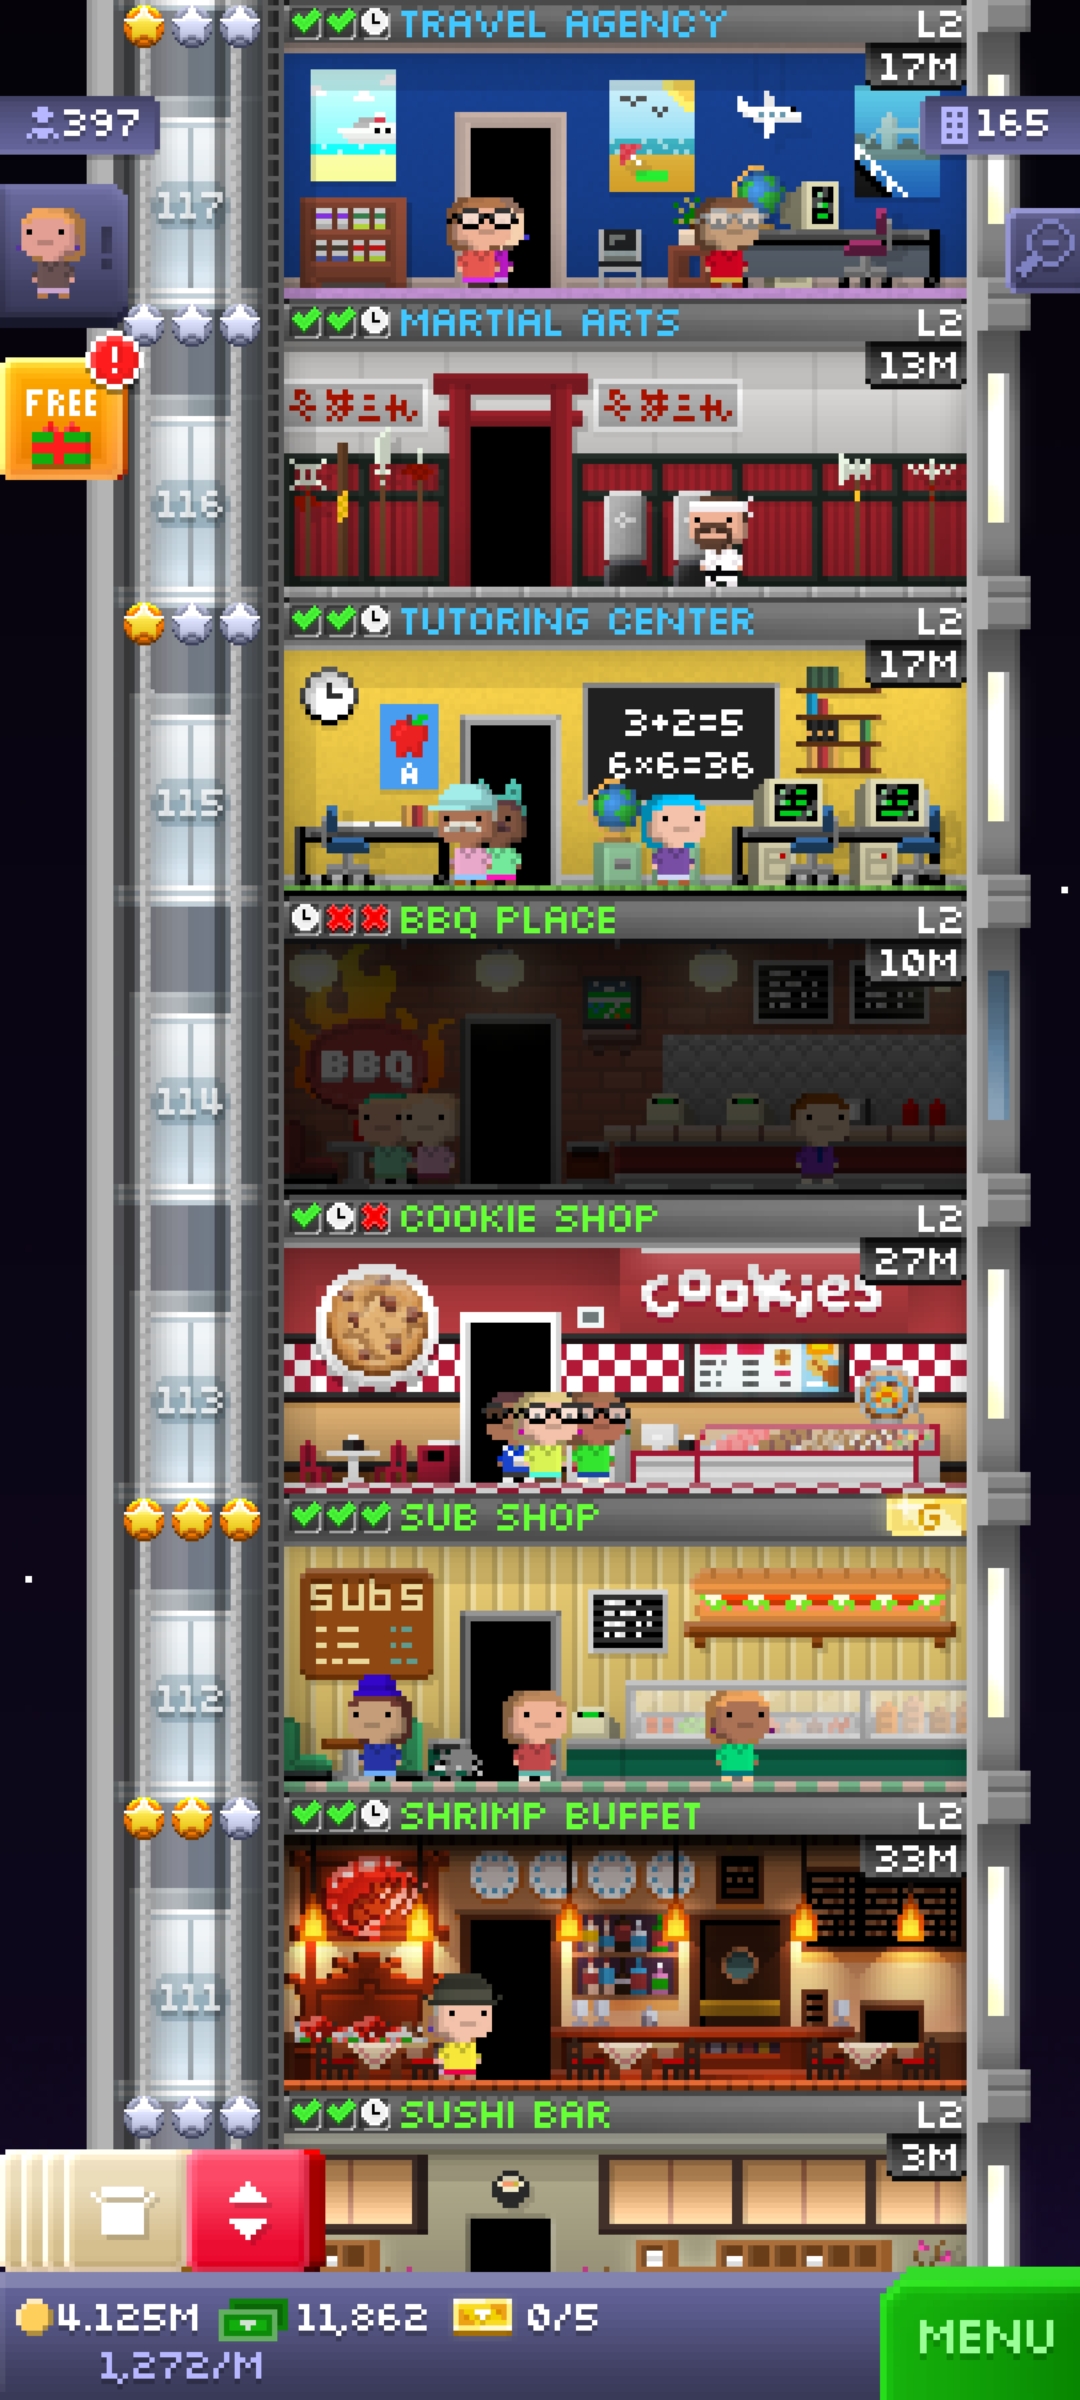 TRAVEL AGENCY L2
17M
397
165
117
MARTIAL ARTS L2
13M
FREE
!
116
TUTORING CENTER L2
17M
3+2=5
6x6=36
A
115
BBQ PLACE L2
10M
BBQ
114
COOKIE SHOP L2
27M
cookies
113
SUB SHOP G
subs
112
SHRIMP BUFFET L2
33M
111
SUSHI BAR L2
3M
4.125M 11,862 0/5
1,272/M
MENU